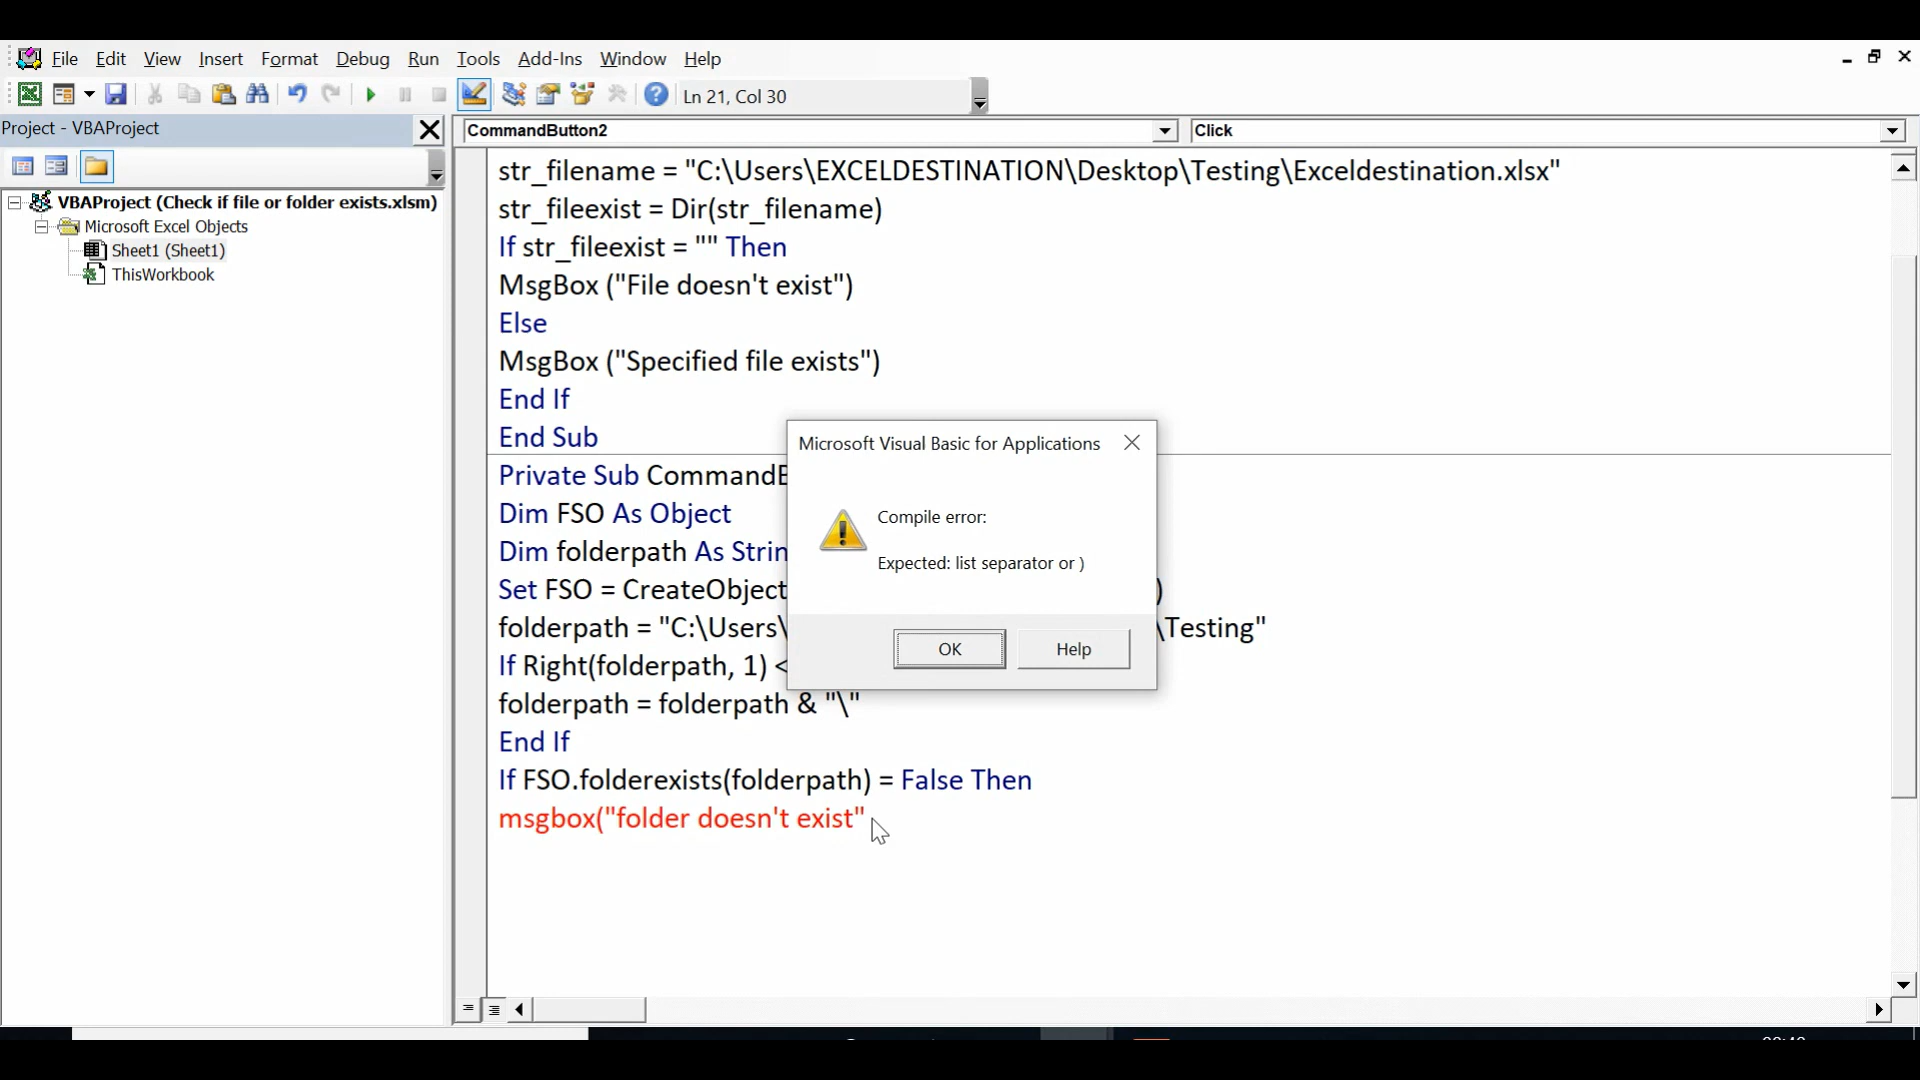 File Edit View Insert Format Debug Run Tools Add-Ins Window Help
Ln 21, Col 30
Project - VBAProject
CommandButton2
Click
VBAProject (Check if file or folder exists.xlsm)
Microsoft Excel Objects
Sheet1 (Sheet1)
ThisWorkbook
str_filename = "C:\Users\EXCELDESTINATION\Desktop\Testing\Exceldestination.xlsx"
str_fileexist = Dir(str_filename)
If str_fileexist = "" Then
MsgBox ("File doesn't exist")
Else
MsgBox ("Specified file exists")
End If
End Sub
Private Sub CommandB
Dim FSO As Object
Dim folderpath As Strin
Set FSO = CreateObject )
folderpath = "C:\Users\ \Testing"
If Right(folderpath, 1) <
folderpath = folderpath & "\"
End If
If FSO.folderexists(folderpath) = False Then
msgbox("folder doesn't exist"
Microsoft Visual Basic for Applications
Compile error:
Expected: list separator or )
OK
Help